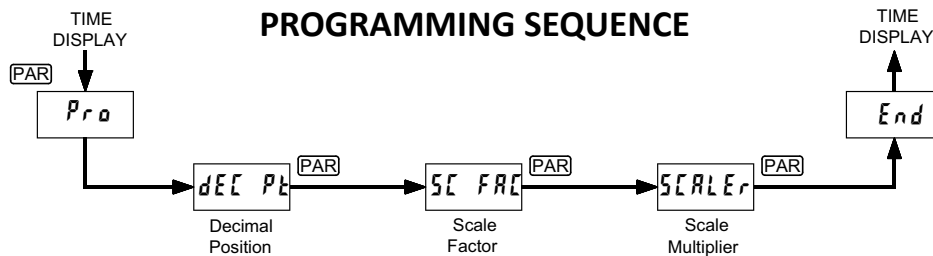 PROGRAMMING SEQUENCE
TIME
DISPLAY
TIME
DISPLAY
PAR
Pro
End
dEC Pt
PAR
SC FAC
PAR
SCALEr
PAR
Decimal
Position
Scale
Factor
Scale
Multiplier